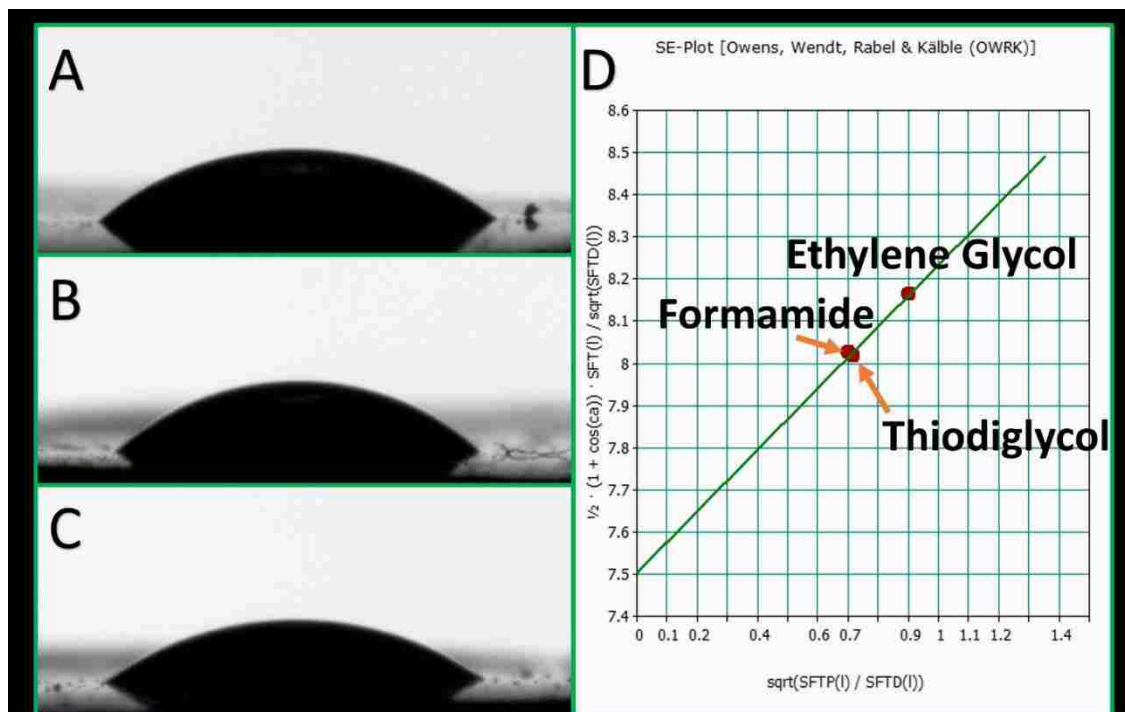 A
B
C
D
SE-Plot [Owens, Wendt, Rabel & Kälble (OWRK)]
½ · (1 + cos(ca)) · SFT(l) / sqrt(SFTD(l))
8.6
8.5
8.4
8.3
8.2
8.1
8
7.9
7.8
7.7
7.6
7.5
7.4
Ethylene Glycol
Formamide
Thiodiglycol
0 0.1 0.2 0.4 0.6 0.7 0.9 1 1.1 1.2 1.4
sqrt(SFTP(l) / SFTD(l))